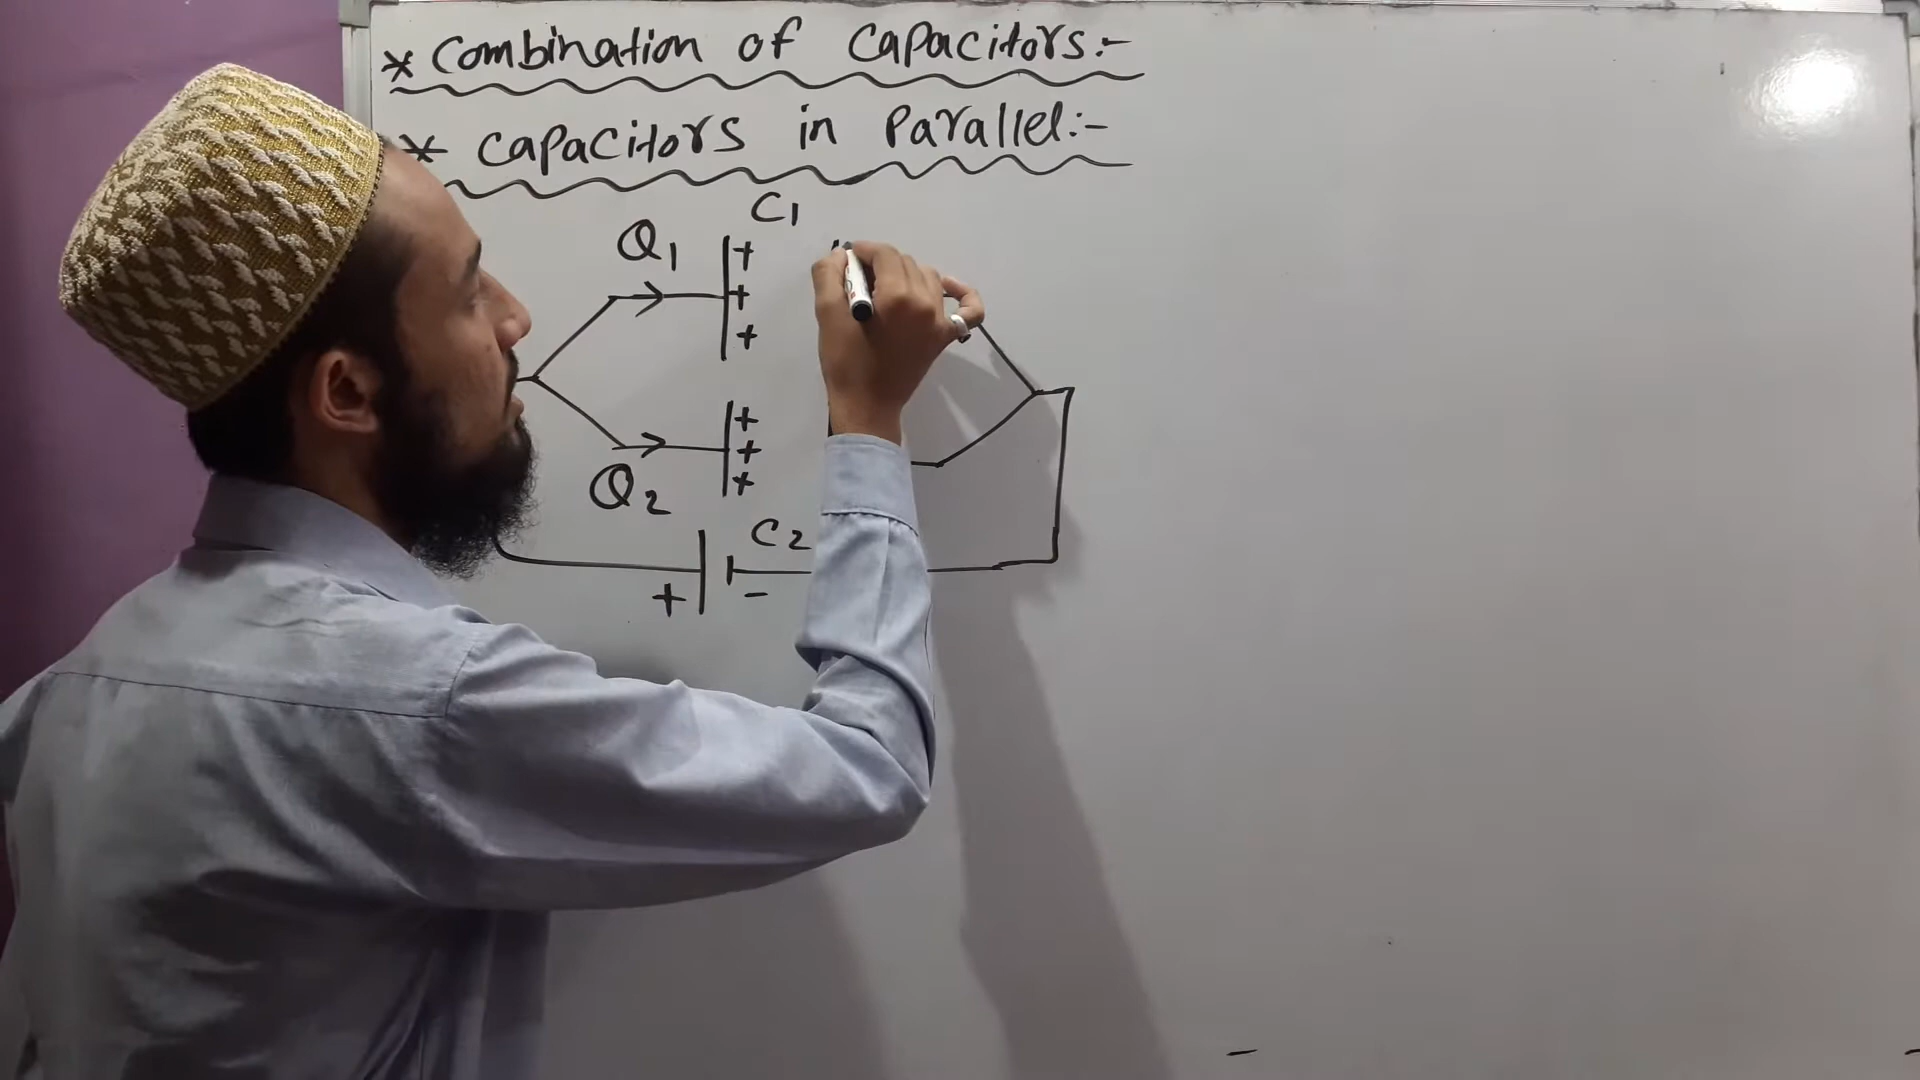 * Combination of Capacitors:-
* Capacitors in Parallel:-
C1
Q1
+
+
+
+
+
+
Q2
C2
+ -